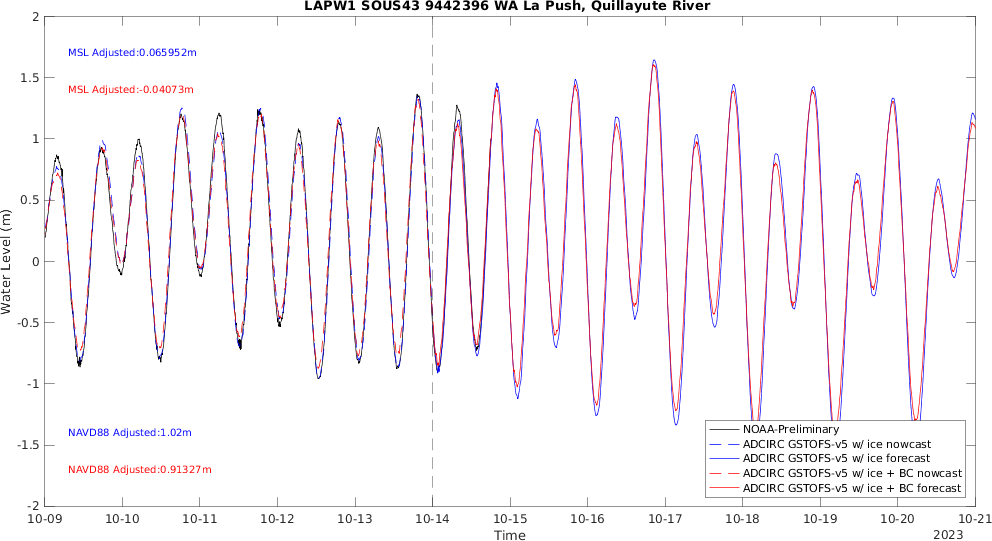 LAPW1 SOUS43 9442396 WA La Push, Quillayute River
MSL Adjusted:0.065952m
MSL Adjusted:-0.04073m
NAVD88 Adjusted:1.02m
NAVD88 Adjusted:0.91327m
Water Level (m)
2
1.5
1
0.5
0
-0.5
-1
-1.5
-2
NOAA-Preliminary
ADCIRC GSTOFS-v5 w/ ice nowcast
ADCIRC GSTOFS-v5 w/ ice forecast
ADCIRC GSTOFS-v5 w/ ice + BC nowcast
ADCIRC GSTOFS-v5 w/ ice + BC forecast
10-09 10-10 10-11 10-12 10-13 10-14 10-15 10-16 10-17 10-18 10-19 10-20 10-21
Time
2023